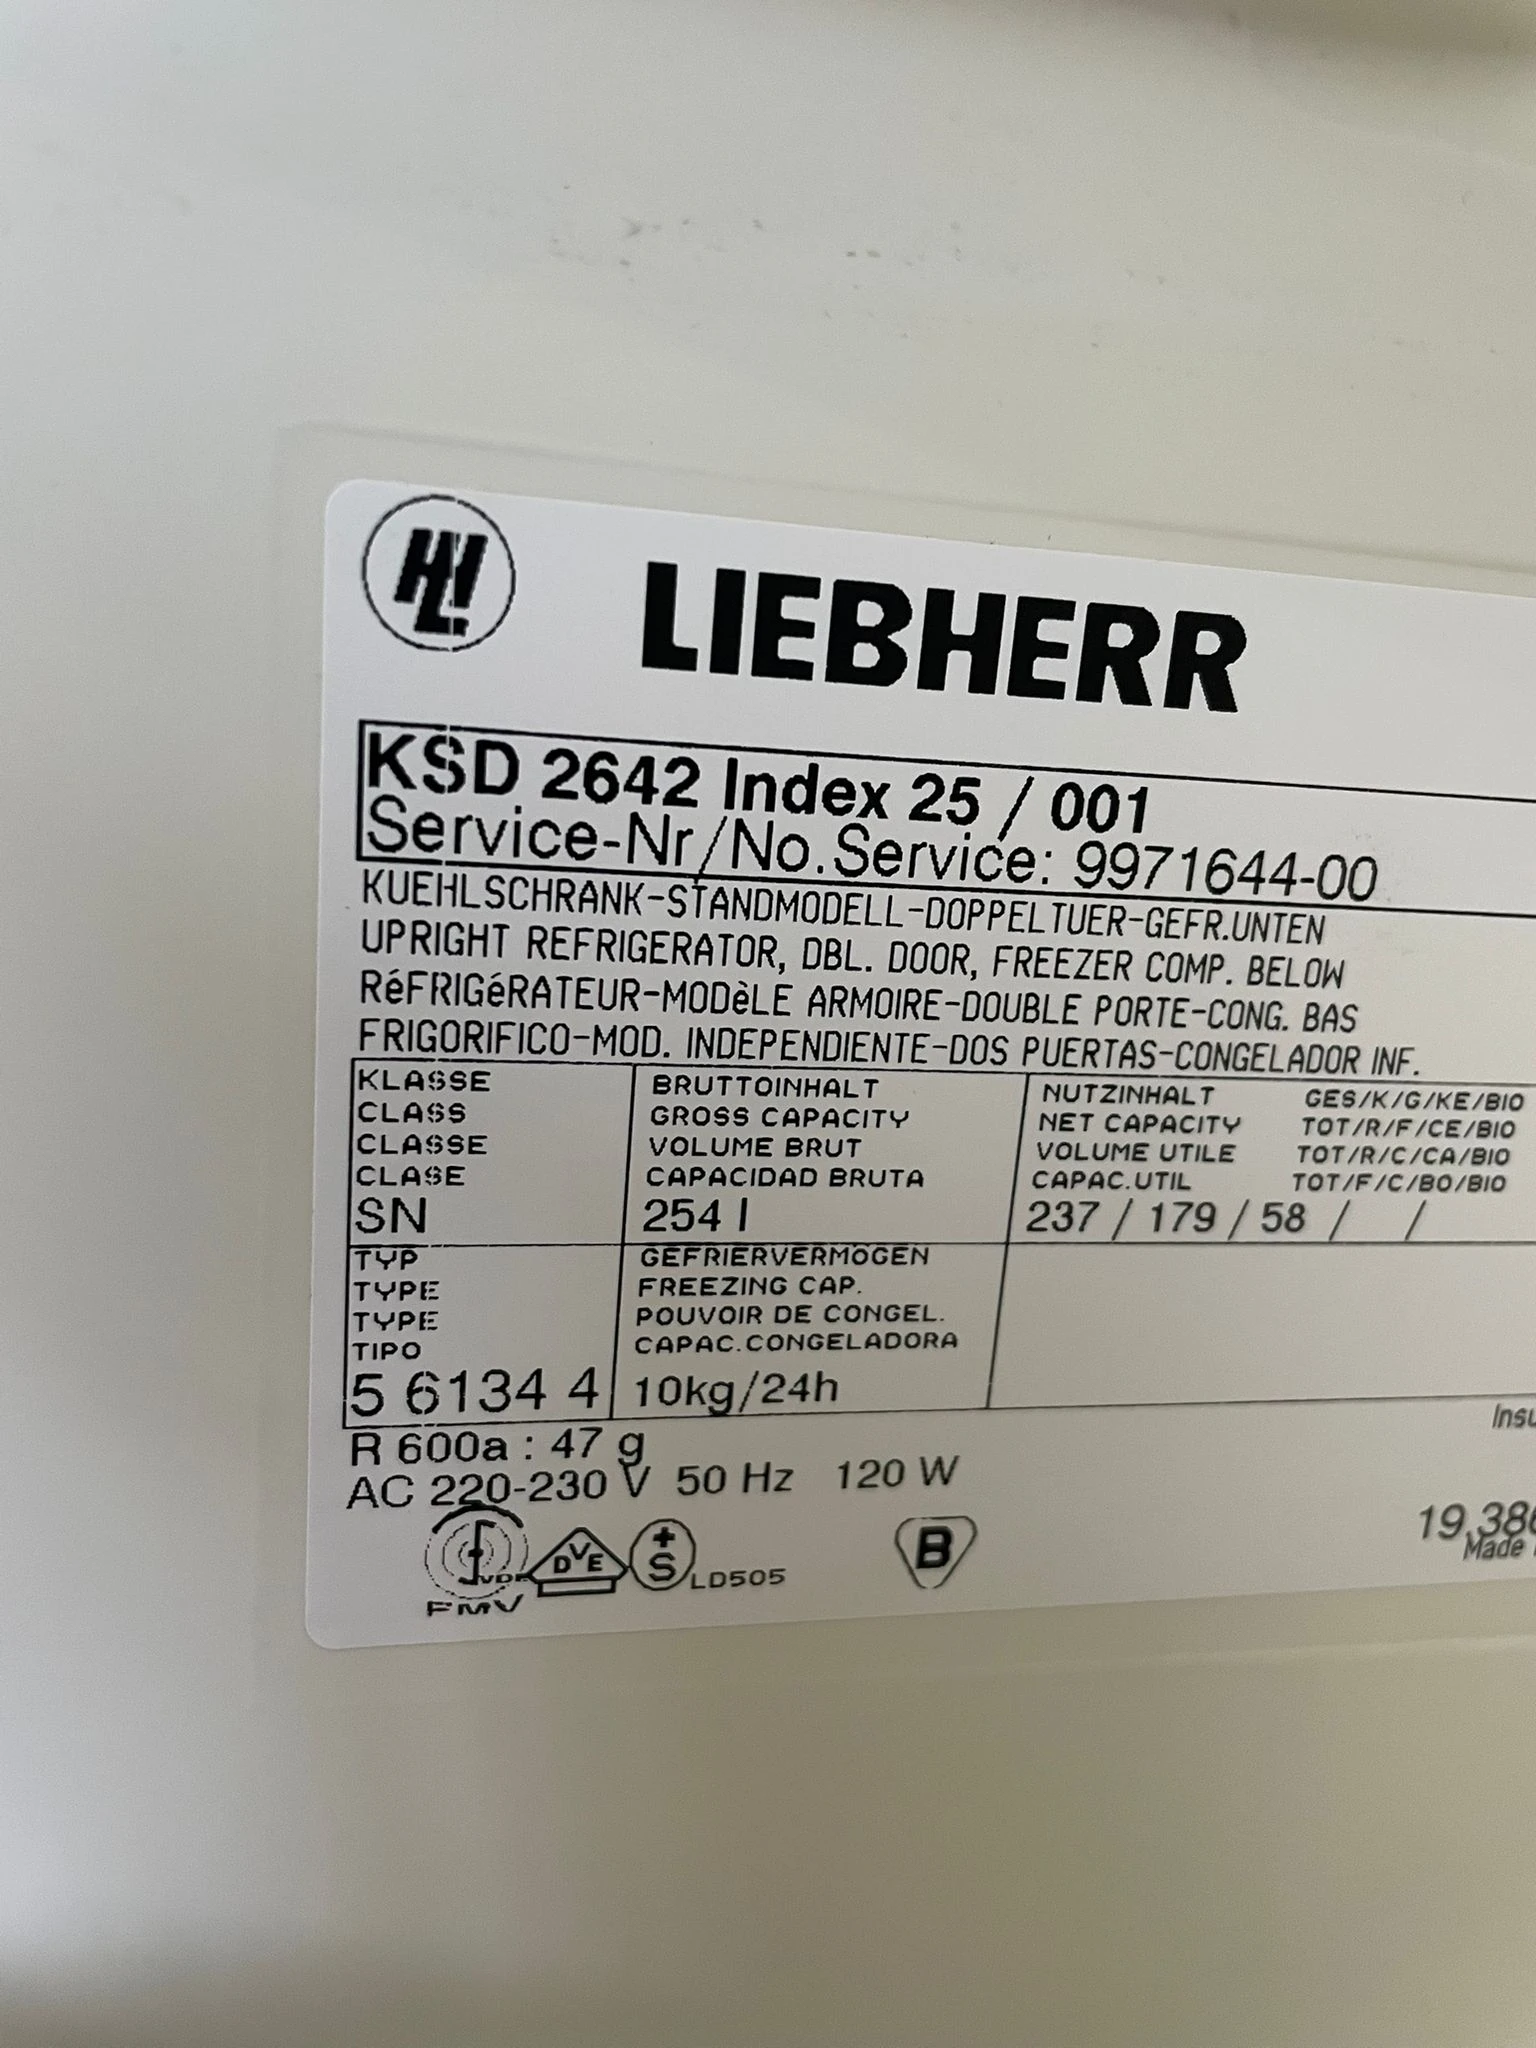 HL!
LIEBHERR
KSD 2642 Index 25 / 001
Service-Nr/No.Service: 9971644-00
KUEHLSCHRANK-STANDMODELL-DOPPELTUER-GEFR.UNTEN
UPRIGHT REFRIGERATOR, DBL. DOOR, FREEZER COMP. BELOW
RéFRIGéRATEUR-MODèLE ARMOIRE-DOUBLE PORTE-CONG. BAS
FRIGORIFICO-MOD. INDEPENDIENTE-DOS PUERTAS-CONGELADOR INF.
KLASSE
CLASS
CLASSE
CLASE
SN
BRUTTOINHALT
GROSS CAPACITY
VOLUME BRUT
CAPACIDAD BRUTA
254 l
NUTZINHALT GES/K/G/KE/BIO
NET CAPACITY TOT/R/F/CE/BIO
VOLUME UTILE TOT/R/C/CA/BIO
CAPAC.UTIL TOT/F/C/BO/BIO
237 / 179 / 58 / /
TYP
TYPE
TYPE
TIPO
5 6134 4
GEFRIERVERMÖGEN
FREEZING CAP.
POUVOIR DE CONGEL.
CAPAC.CONGELADORA
10kg/24h
R 600a : 47 g
AC 220-230 V 50 Hz 120 W
VDE
FMV
DVE
+S
LD505
B
Made